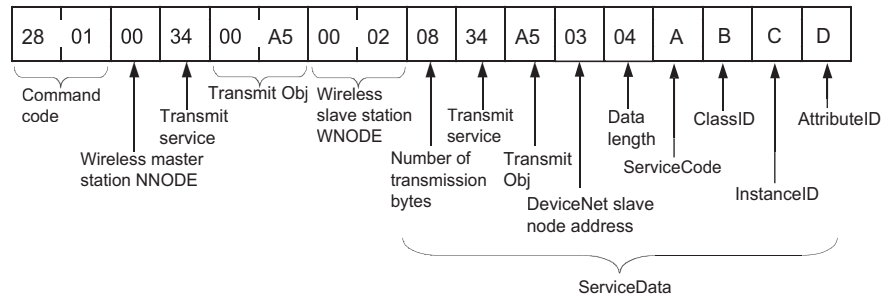 28 01 00 34 00 A5 00 02 08 34 A5 03 04 A B C D
Command
code
Wireless master
station NNODE
Transmit
service
Transmit Obj
Wireless
slave station
WNODE
Number of
transmission
bytes
Transmit
service
Transmit
Obj
DeviceNet slave
node address
Data
length
ServiceCode
ClassID
InstanceID
AttributeID
ServiceData